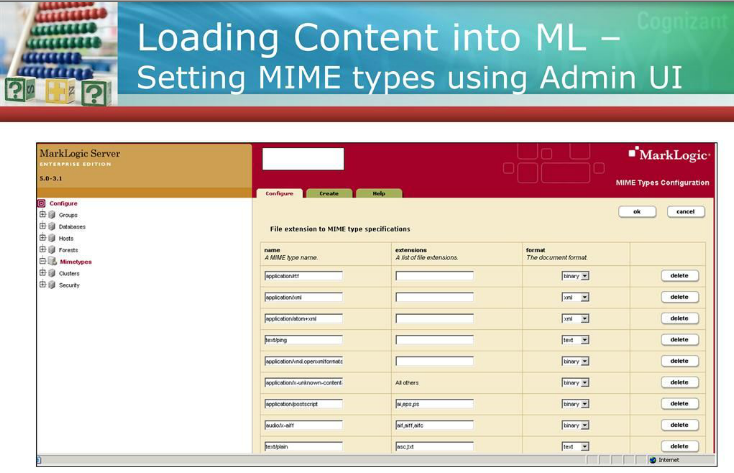 Cognizant
Loading Content into ML –
Setting MIME types using Admin UI
MarkLogic Server
ENTERPRISE EDITION
5.0-3.1
MarkLogic
MIME Types Configuration
Configure Create Help
Configure
Groups
Databases
Hosts
Forests
Mimetypes
Clusters
Security
ok cancel
File extension to MIME type specifications
name extensions format
A MIME type name. A list of file extensions. The document format.
application/rtf binary delete
application/xml xml delete
application/atom+xml xml delete
text/ping text delete
application/vnd.openxmlformats binary delete
application/x-unknown-content- All others binary delete
application/postscript ai,eps,ps binary delete
audio/x-aiff aif,aiff,aifc binary delete
text/plain asc,txt text delete
Internet